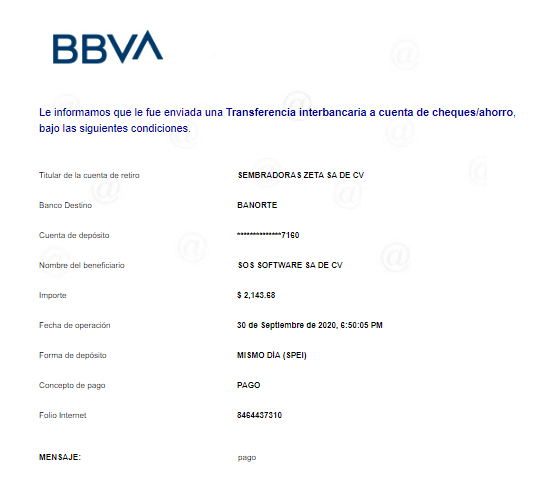 BBVA
Le informamos que le fue enviada una Transferencia interbancaria a cuenta de cheques/ahorro,
bajo las siguientes condiciones.
Titular de la cuenta de retiro SEMBRADORAS ZETA SA DE CV
Banco Destino BANORTE
Cuenta de depósito **************7160
Nombre del beneficiario SOS SOFTWARE SA DE CV
Importe $ 2,143.68
Fecha de operación 30 de Septiembre de 2020, 6:50:05 PM
Forma de depósito MISMO DÍA (SPEI)
Concepto de pago PAGO
Folio Internet 8464437310
MENSAJE: pago